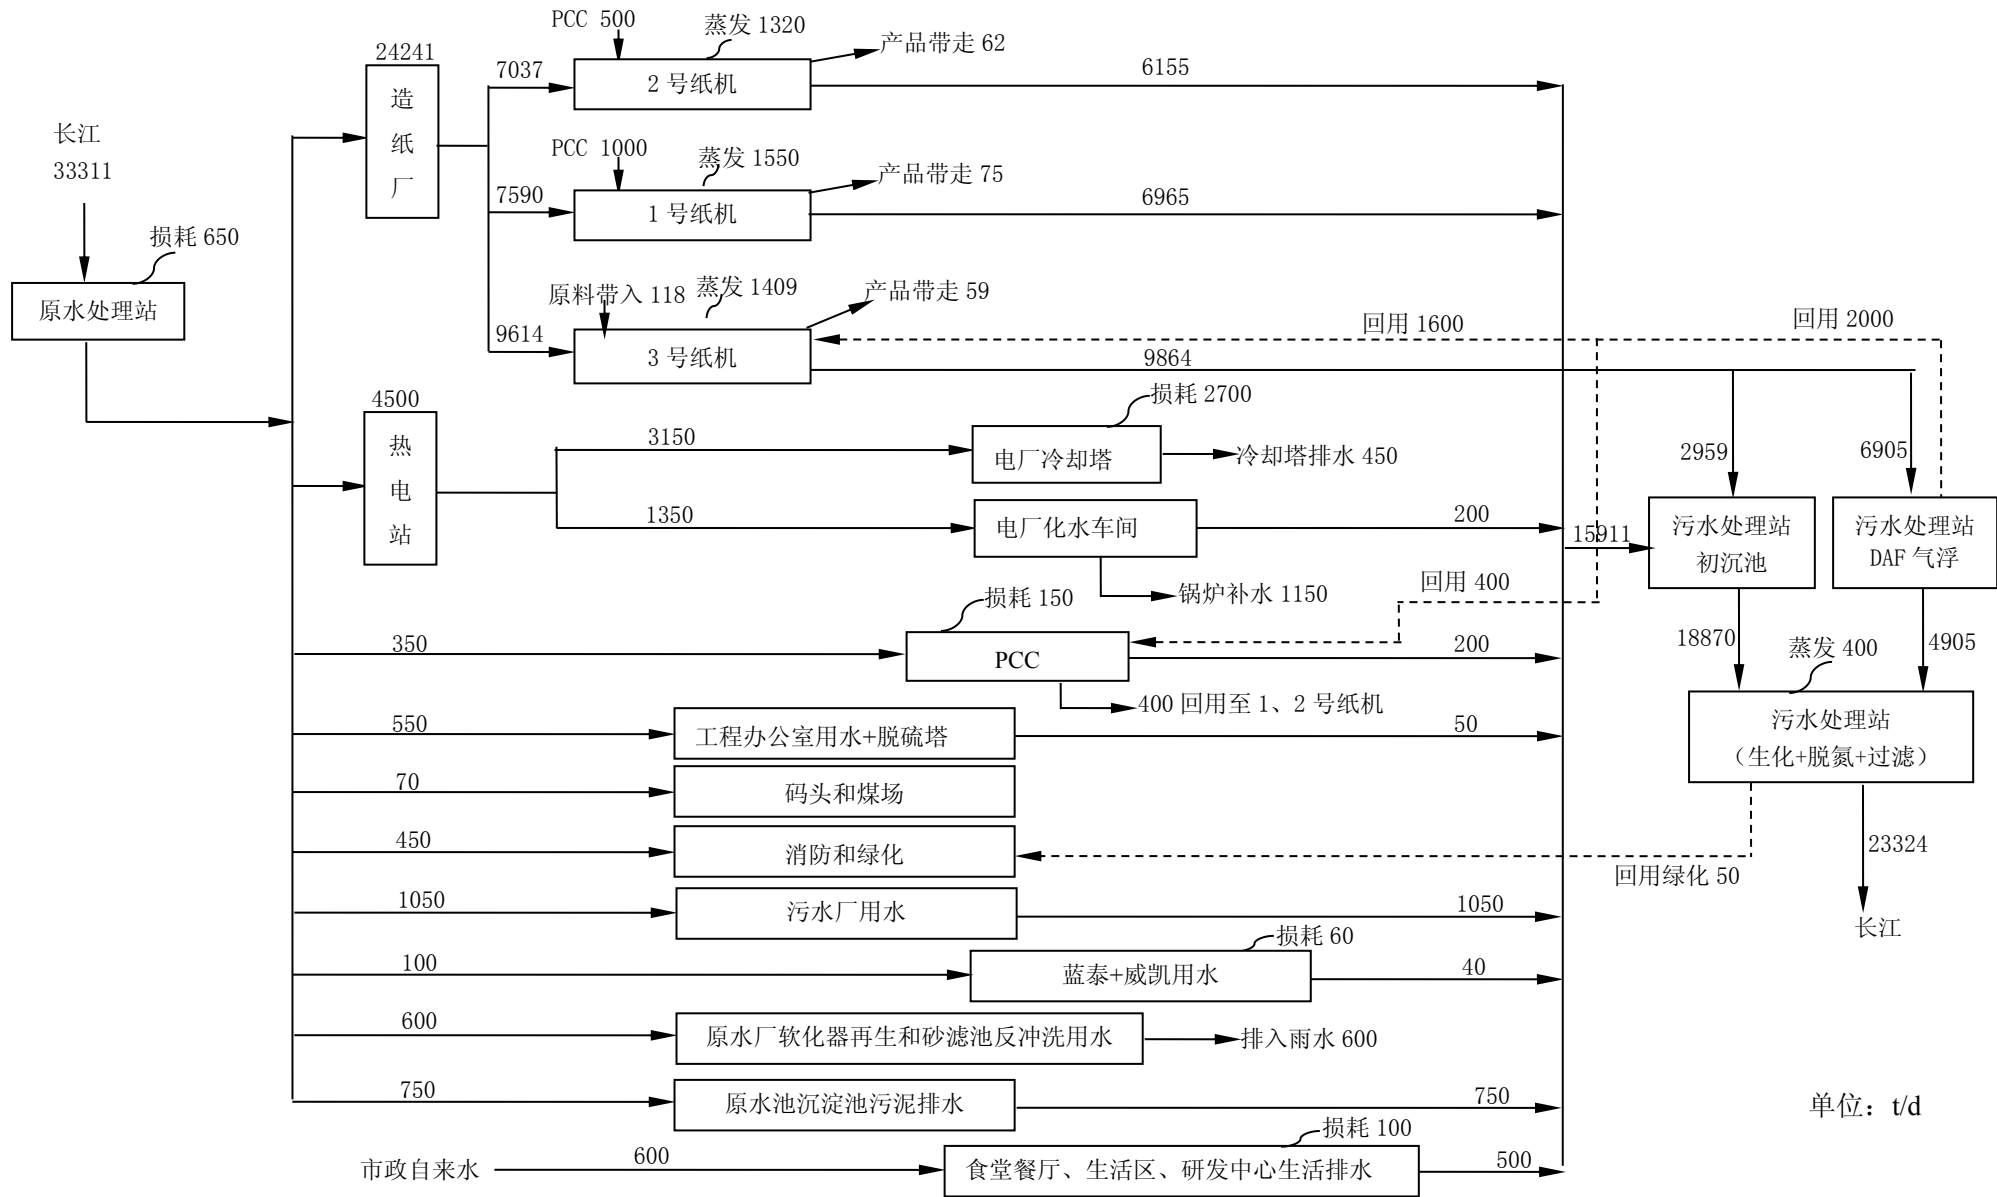 PCC 500
蒸发 1320
产品带走 62
24241
7037
2 号纸机
6155
造
纸
厂
长江
33311
PCC 1000
蒸发 1550
产品带走 75
7590
1 号纸机
6965
损耗 650
原水处理站
原料带入 118
蒸发 1409
产品带走 59
9614
3 号纸机
回用 1600
回用 2000
9864
4500
热
电
站
损耗 2700
3150
电厂冷却塔
冷却塔排水 450
2959
6905
1350
电厂化水车间
200
15911
污水处理站
初沉池
污水处理站
DAF 气浮
锅炉补水 1150
回用 400
损耗 150
350
PCC
200
18870
4905
蒸发 400
400 回用至 1、2 号纸机
550
工程办公室用水+脱硫塔
50
污水处理站
（生化+脱氮+过滤）
70
码头和煤场
450
消防和绿化
回用绿化 50
23324
长江
1050
污水厂用水
1050
损耗 60
100
蓝泰+威凯用水
40
600
原水厂软化器再生和砂滤池反冲洗用水
排入雨水 600
750
原水池沉淀池污泥排水
750
单位：t/d
损耗 100
市政自来水
600
食堂餐厅、生活区、研发中心生活排水
500